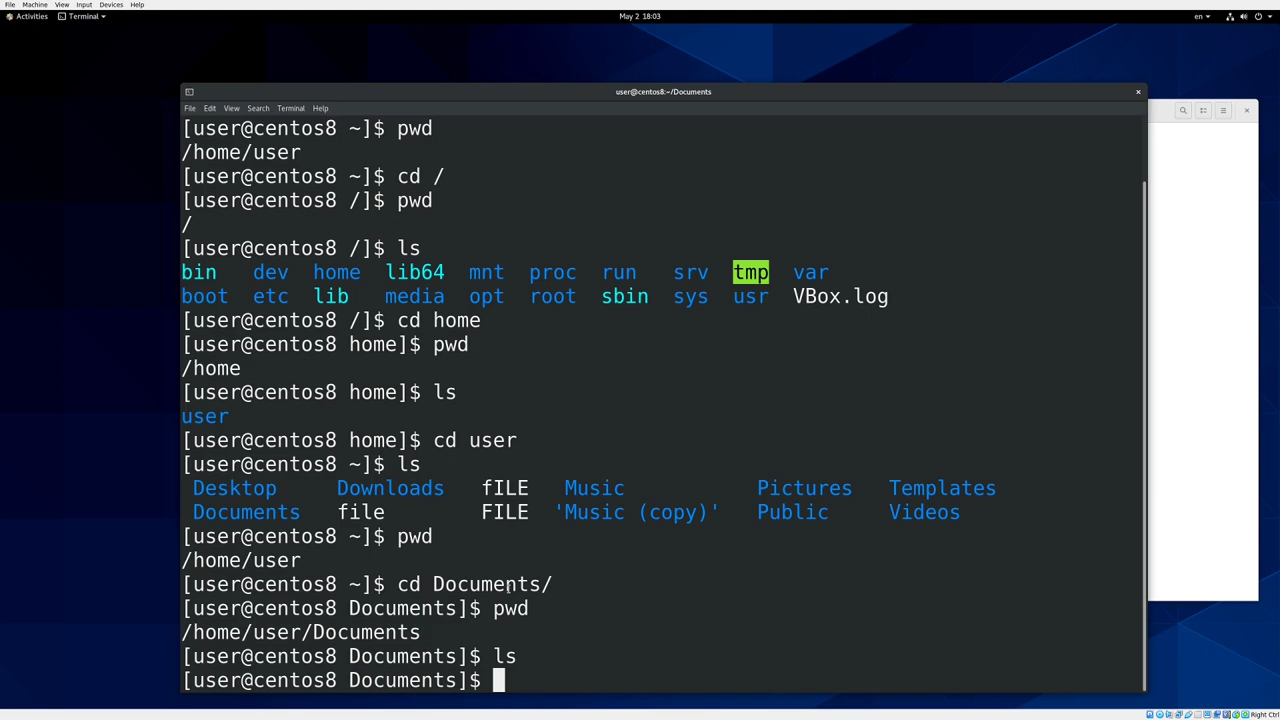 File Machine View Input Devices Help
Activities Terminal May 2 18:03 en
user@centos8:~/Documents
File Edit View Search Terminal Help
[user@centos8 ~]$ pwd
/home/user
[user@centos8 ~]$ cd /
[user@centos8 /]$ pwd
/
[user@centos8 /]$ ls
bin dev home lib64 mnt proc run srv tmp var
boot etc lib media opt root sbin sys usr VBox.log
[user@centos8 /]$ cd home
[user@centos8 home]$ pwd
/home
[user@centos8 home]$ ls
user
[user@centos8 home]$ cd user
[user@centos8 ~]$ ls
Desktop Downloads fILE Music Pictures Templates
Documents file FILE 'Music (copy)' Public Videos
[user@centos8 ~]$ pwd
/home/user
[user@centos8 ~]$ cd Documents/
[user@centos8 Documents]$ pwd
/home/user/Documents
[user@centos8 Documents]$ ls
[user@centos8 Documents]$
Right Ctrl